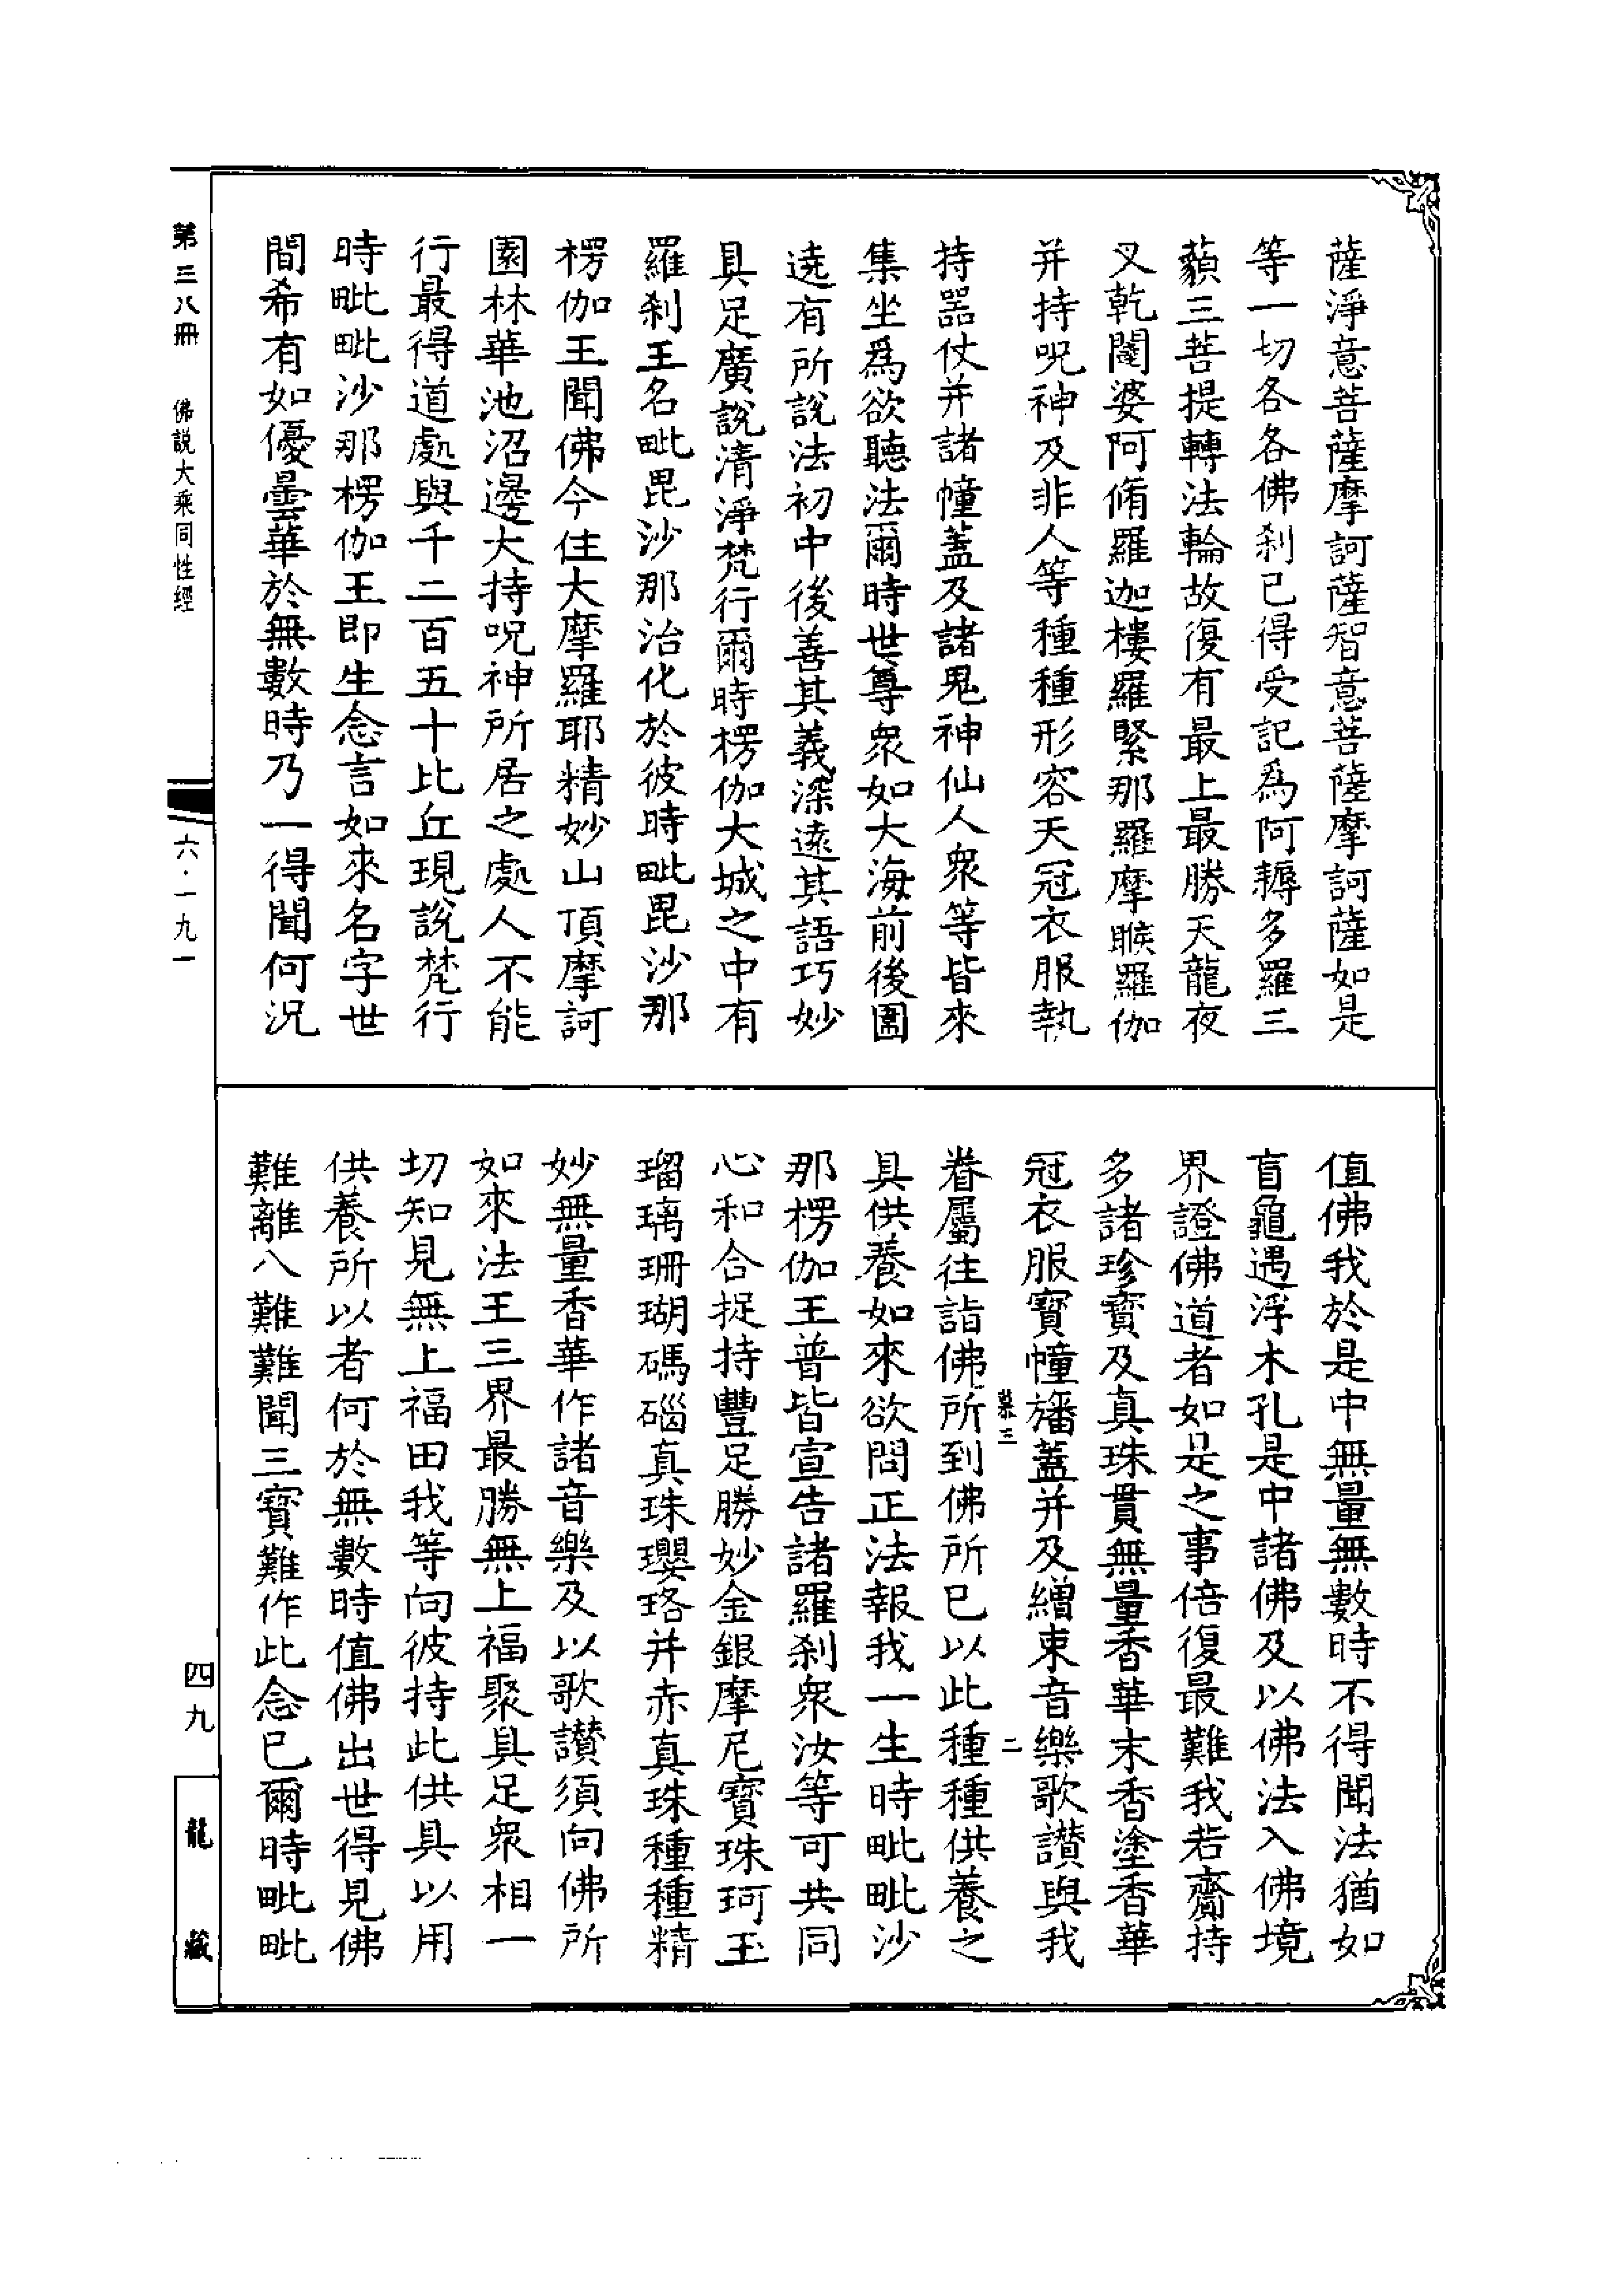 薩淨意菩薩摩訶薩智意菩薩摩訶薩如是
等一切各各佛刹已得受記爲阿耨多羅三
藐三菩提轉法輪故復有最上最勝天龍夜
叉乾闥婆阿脩羅迦樓羅緊那羅摩睺羅伽
并持呪神及非人等種種形容天冠衣服執
持器仗并諸幢蓋及諸鬼神仙人衆等皆來
集坐爲欲聽法爾時世尊衆如大海前後圍
遶有所說法初中後善其義深遠其語巧妙
具足廣說清淨梵行爾時楞伽大城之中有
羅刹王名毗毘沙那治化於彼時毗毘沙那
楞伽王聞佛今住大摩羅耶精妙山頂摩訶
園林華池沼邊大持呪神所居之處人不能
行最得道處與千二百五十比丘現說梵行
時毗毗沙那楞伽王即生念言如來名字世
間希有如優曇華於無數時乃一得聞何況
值佛我於是中無量無數時不得聞法猶如
盲龜遇浮木孔是中諸佛及以佛法入佛境
界證佛道者如是之事倍復最難我若齎持
多諸珍寶及真珠貫無量香華末香塗香華
冠衣服寶幢旛蓋并及繒束音樂歌讃與我
慕三 二
眷屬往詣佛所到佛所已以此種種供養之
具供養如來欲問正法報我一生時毗毗沙
那楞伽王普皆宣告諸羅刹衆汝等可共同
心和合捉持豐足勝妙金銀摩尼寶珠珂玉
瑠璃珊瑚碼碯真珠瓔珞并赤真珠種種精
妙無量香華作諸音樂及以歌讃須向佛所
如來法王三界最勝無上福聚具足衆相一
切知見無上福田我等向彼持此供具以用
供養所以者何於無數時值佛出世得見佛
難離八難難聞三寶難作此念已爾時毗毗
第三八冊 佛說大乘同性經
六·一九一
四九
龍藏